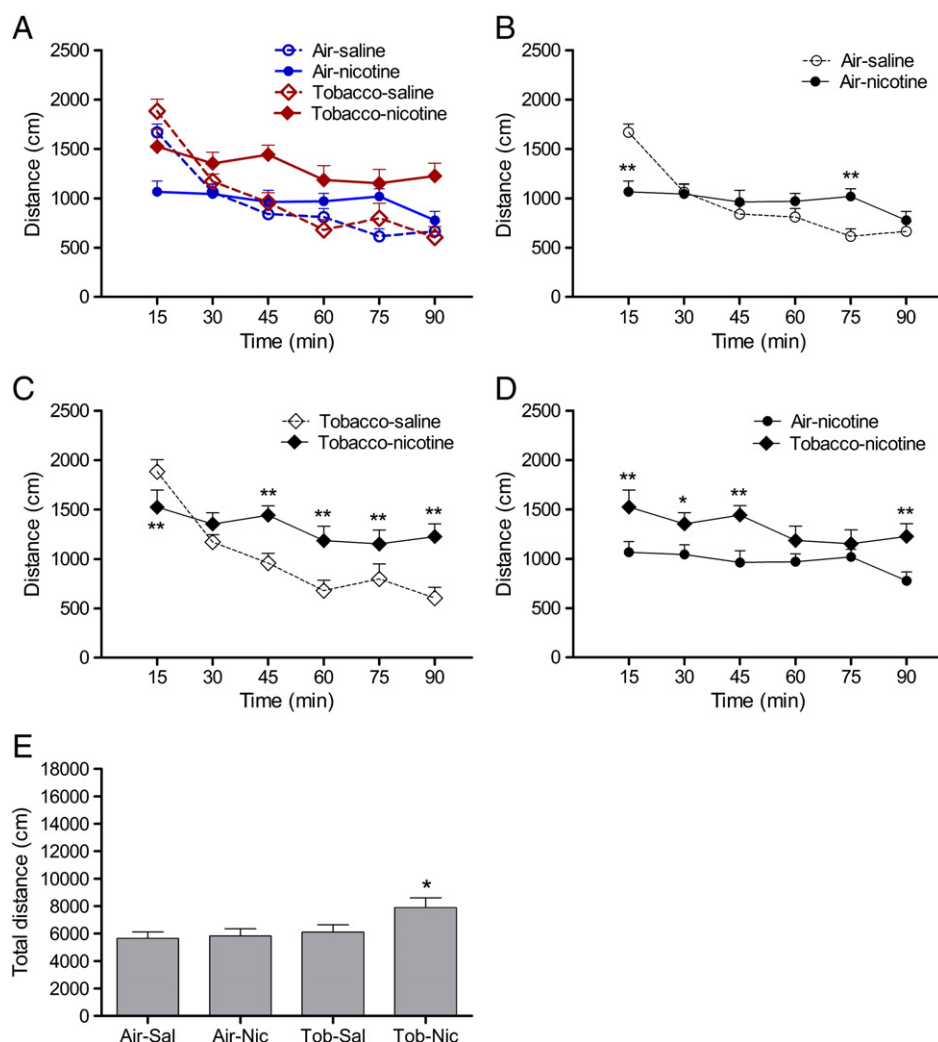 A
2500
2000
1500
1000
500
0
Distance (cm)
15 30 45 60 75 90
Time (min)
Air-saline
Air-nicotine
Tobacco-saline
Tobacco-nicotine
B
2500
2000
1500
1000
500
0
Distance (cm)
15 30 45 60 75 90
Time (min)
Air-saline
Air-nicotine
** **
C
2500
2000
1500
1000
500
0
Distance (cm)
15 30 45 60 75 90
Time (min)
Tobacco-saline
Tobacco-nicotine
** ** ** ** **
D
2500
2000
1500
1000
500
0
Distance (cm)
15 30 45 60 75 90
Time (min)
Air-nicotine
Tobacco-nicotine
** * ** **
E
18000
16000
14000
12000
10000
8000
6000
4000
2000
0
Total distance (cm)
*
Air-Sal Air-Nic Tob-Sal Tob-Nic